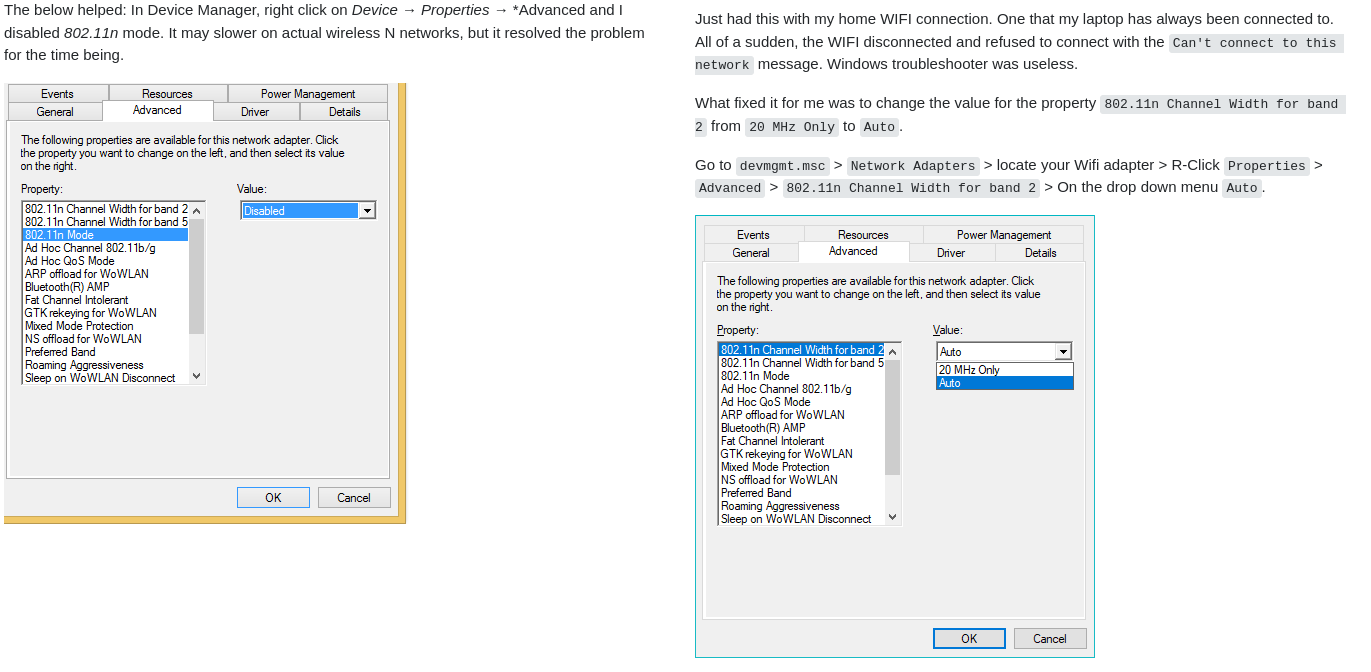 The below helped: In Device Manager, right click on Device → Properties → *Advanced and I
disabled 802.11n mode. It may slower on actual wireless N networks, but it resolved the problem
for the time being.
Events Resources Power Management
General Advanced Driver Details
The following properties are available for this network adapter. Click
the property you want to change on the left, and then select its value
on the right.
Property: Value:
802.11n Channel Width for band 2 Disabled
802.11n Channel Width for band 5
802.11n Mode
Ad Hoc Channel 802.11b/g
Ad Hoc QoS Mode
ARP offload for WoWLAN
Bluetooth(R) AMP
Fat Channel Intolerant
GTK rekeying for WoWLAN
Mixed Mode Protection
NS offload for WoWLAN
Preferred Band
Roaming Aggressiveness
Sleep on WoWLAN Disconnect
OK Cancel
Just had this with my home WIFI connection. One that my laptop has always been connected to.
All of a sudden, the WIFI disconnected and refused to connect with the Can't connect to this
network message. Windows troubleshooter was useless.
What fixed it for me was to change the value for the property 802.11n Channel Width for band
2 from 20 MHz Only to Auto.
Go to devmgmt.msc > Network Adapters > locate your Wifi adapter > R-Click Properties >
Advanced > 802.11n Channel Width for band 2 > On the drop down menu Auto.
Events Resources Power Management
General Advanced Driver Details
The following properties are available for this network adapter. Click
the property you want to change on the left, and then select its value
on the right.
Property: Value:
802.11n Channel Width for band 2 Auto
802.11n Channel Width for band 5 20 MHz Only
802.11n Mode Auto
Ad Hoc Channel 802.11b/g
Ad Hoc QoS Mode
ARP offload for WoWLAN
Bluetooth(R) AMP
Fat Channel Intolerant
GTK rekeying for WoWLAN
Mixed Mode Protection
NS offload for WoWLAN
Preferred Band
Roaming Aggressiveness
Sleep on WoWLAN Disconnect
OK Cancel